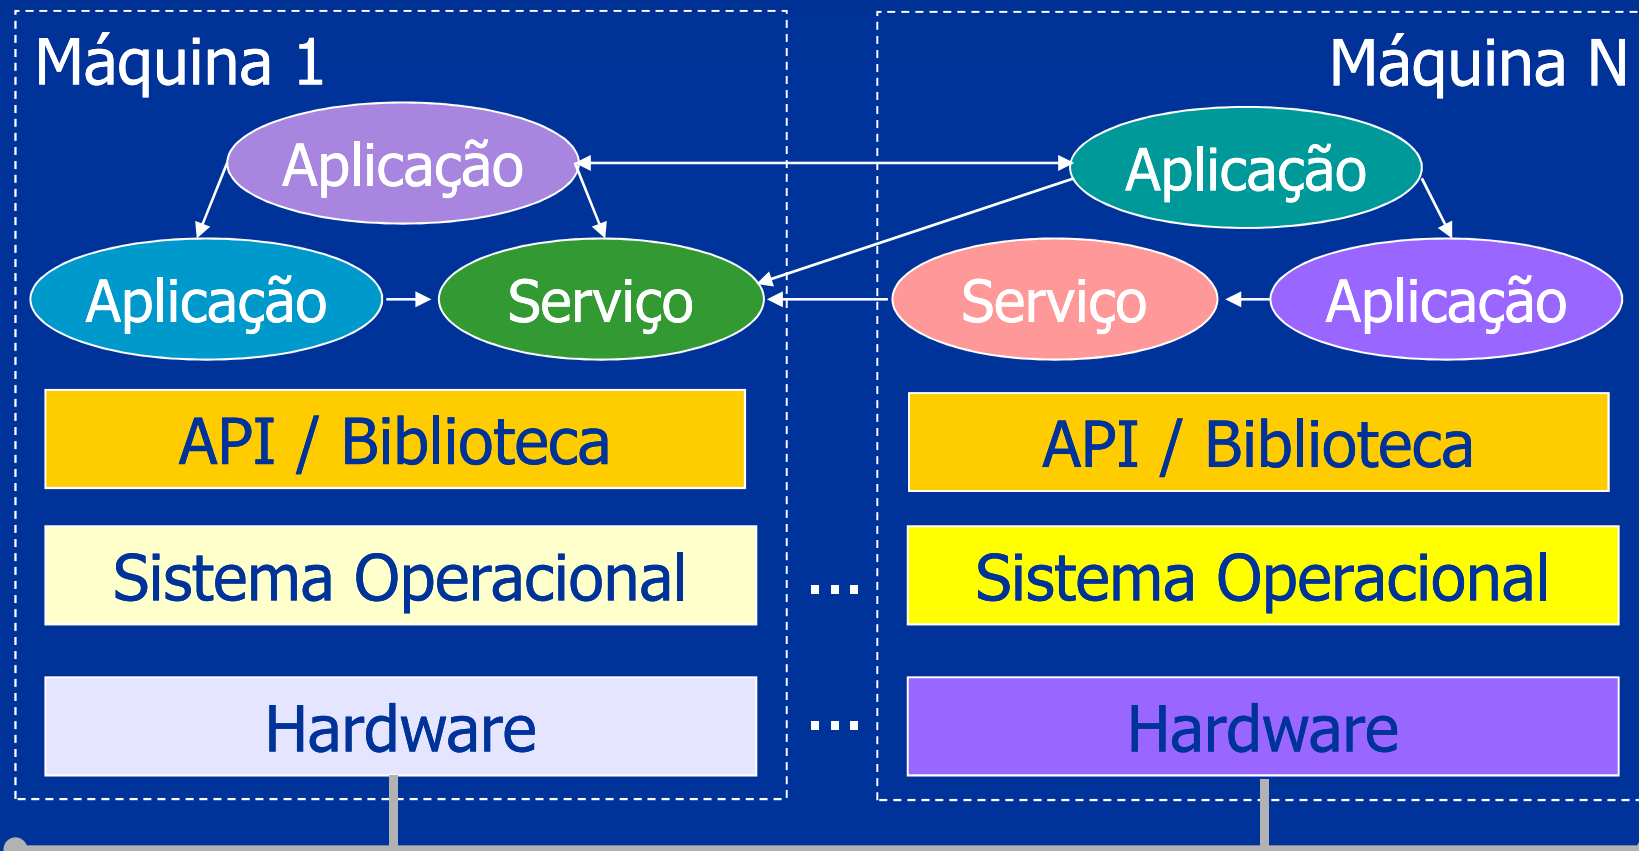 Máquina 1
Máquina N
Aplicação
Aplicação
Aplicação
Serviço
Serviço
Aplicação
API / Biblioteca
API / Biblioteca
Sistema Operacional
...
Sistema Operacional
Hardware
...
Hardware